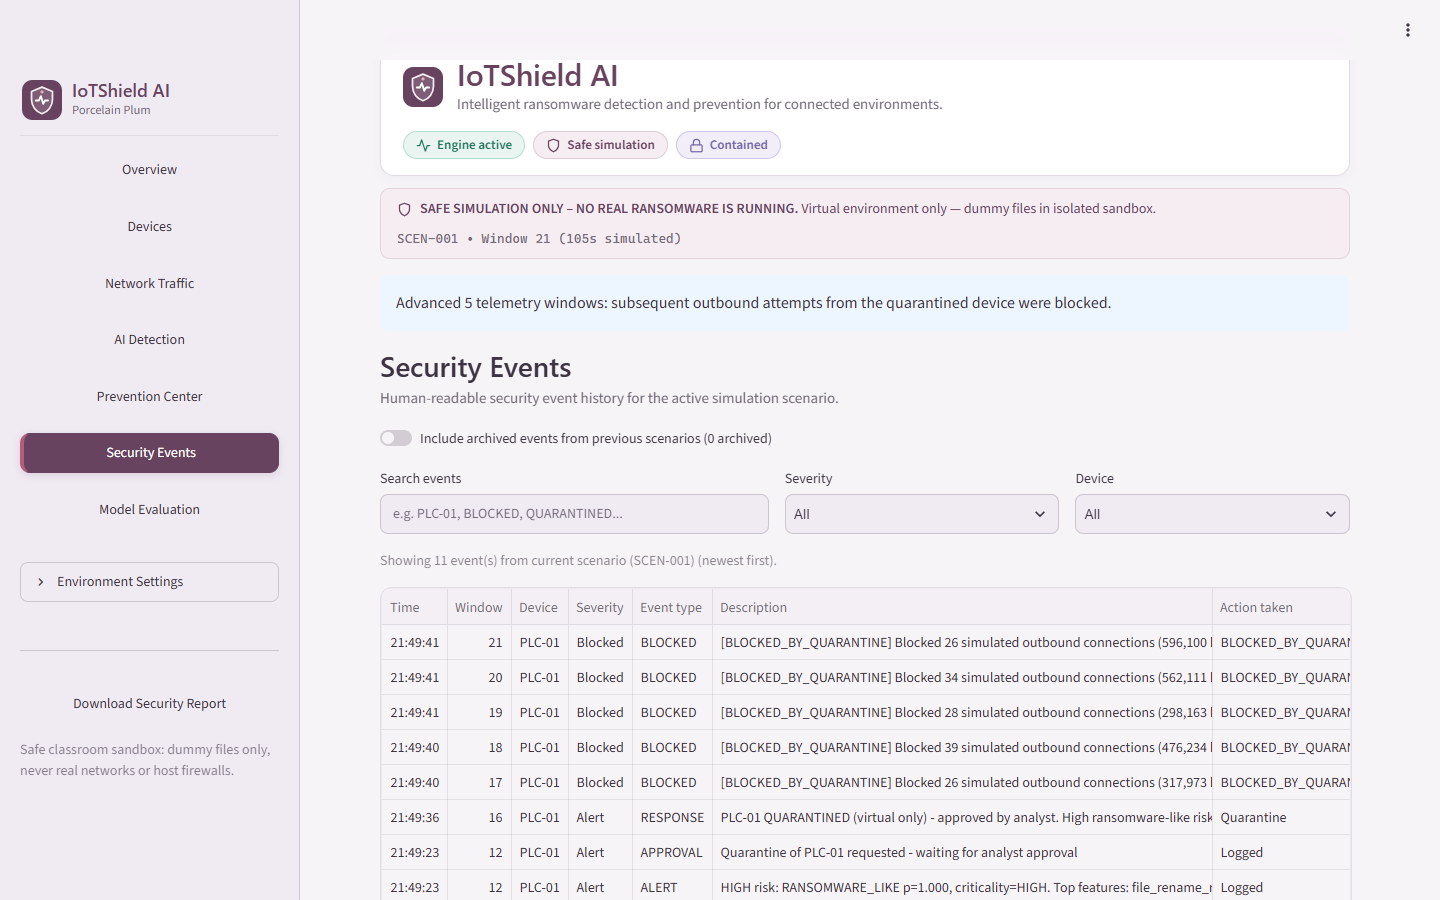 IoTShield AI
Porcelain Plum
Overview
Devices
Network Traffic
AI Detection
Prevention Center
Security Events
Model Evaluation
Environment Settings
Download Security Report
Safe classroom sandbox: dummy files only,
never real networks or host firewalls.
IoTShield AI
Intelligent ransomware detection and prevention for connected environments.
Engine active Safe simulation Contained
SAFE SIMULATION ONLY – NO REAL RANSOMWARE IS RUNNING. Virtual environment only — dummy files in isolated sandbox.
SCEN-001 • Window 21 (105s simulated)
Advanced 5 telemetry windows: subsequent outbound attempts from the quarantined device were blocked.
Security Events
Human-readable security event history for the active simulation scenario.
Include archived events from previous scenarios (0 archived)
Search events Severity Device
e.g. PLC-01, BLOCKED, QUARANTINED... All All
Showing 11 event(s) from current scenario (SCEN-001) (newest first).
Time Window Device Severity Event type Description Action taken
21:49:41 21 PLC-01 Blocked BLOCKED [BLOCKED_BY_QUARANTINE] Blocked 26 simulated outbound connections (596,100 BLOCKED_BY_QUARAN
21:49:41 20 PLC-01 Blocked BLOCKED [BLOCKED_BY_QUARANTINE] Blocked 34 simulated outbound connections (562,111 BLOCKED_BY_QUARAN
21:49:41 19 PLC-01 Blocked BLOCKED [BLOCKED_BY_QUARANTINE] Blocked 28 simulated outbound connections (298,163 BLOCKED_BY_QUARAN
21:49:40 18 PLC-01 Blocked BLOCKED [BLOCKED_BY_QUARANTINE] Blocked 39 simulated outbound connections (476,234 BLOCKED_BY_QUARAN
21:49:40 17 PLC-01 Blocked BLOCKED [BLOCKED_BY_QUARANTINE] Blocked 26 simulated outbound connections (317,973 BLOCKED_BY_QUARAN
21:49:36 16 PLC-01 Alert RESPONSE PLC-01 QUARANTINED (virtual only) - approved by analyst. High ransomware-like risk Quarantine
21:49:23 12 PLC-01 Alert APPROVAL Quarantine of PLC-01 requested - waiting for analyst approval Logged
21:49:23 12 PLC-01 Alert ALERT HIGH risk: RANSOMWARE_LIKE p=1.000, criticality=HIGH. Top features: file_rename_r Logged